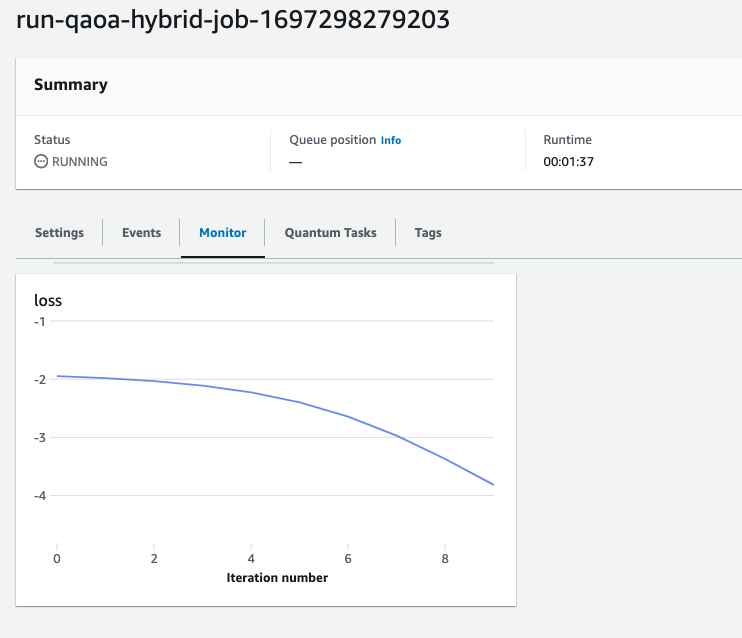 run-qaoa-hybrid-job-1697298279203
Summary
Status
Queue position Info
Runtime
RUNNING
—
00:01:37
Settings
Events
Monitor
Quantum Tasks
Tags
loss
-1
-2
-3
-4
0 2 4 6 8
Iteration number